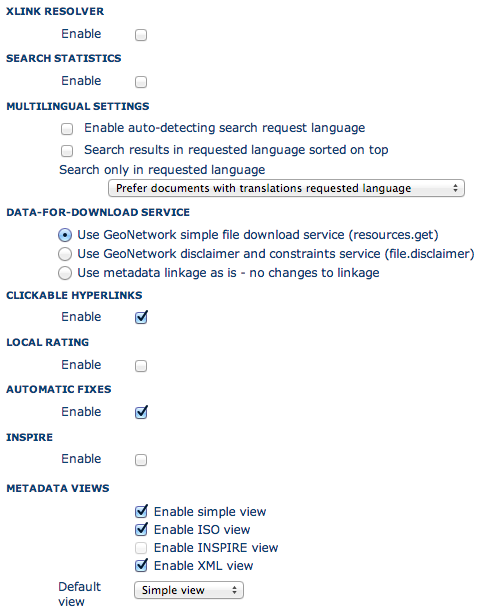 XLINK RESOLVER
Enable
SEARCH STATISTICS
Enable
MULTILINGUAL SETTINGS
Enable auto-detecting search request language
Search results in requested language sorted on top
Search only in requested language
Prefer documents with translations requested language
DATA-FOR-DOWNLOAD SERVICE
Use GeoNetwork simple file download service (resources.get)
Use GeoNetwork disclaimer and constraints service (file.disclaimer)
Use metadata linkage as is - no changes to linkage
CLICKABLE HYPERLINKS
Enable
LOCAL RATING
Enable
AUTOMATIC FIXES
Enable
INSPIRE
Enable
METADATA VIEWS
Enable simple view
Enable ISO view
Enable INSPIRE view
Enable XML view
Default
view
Simple view